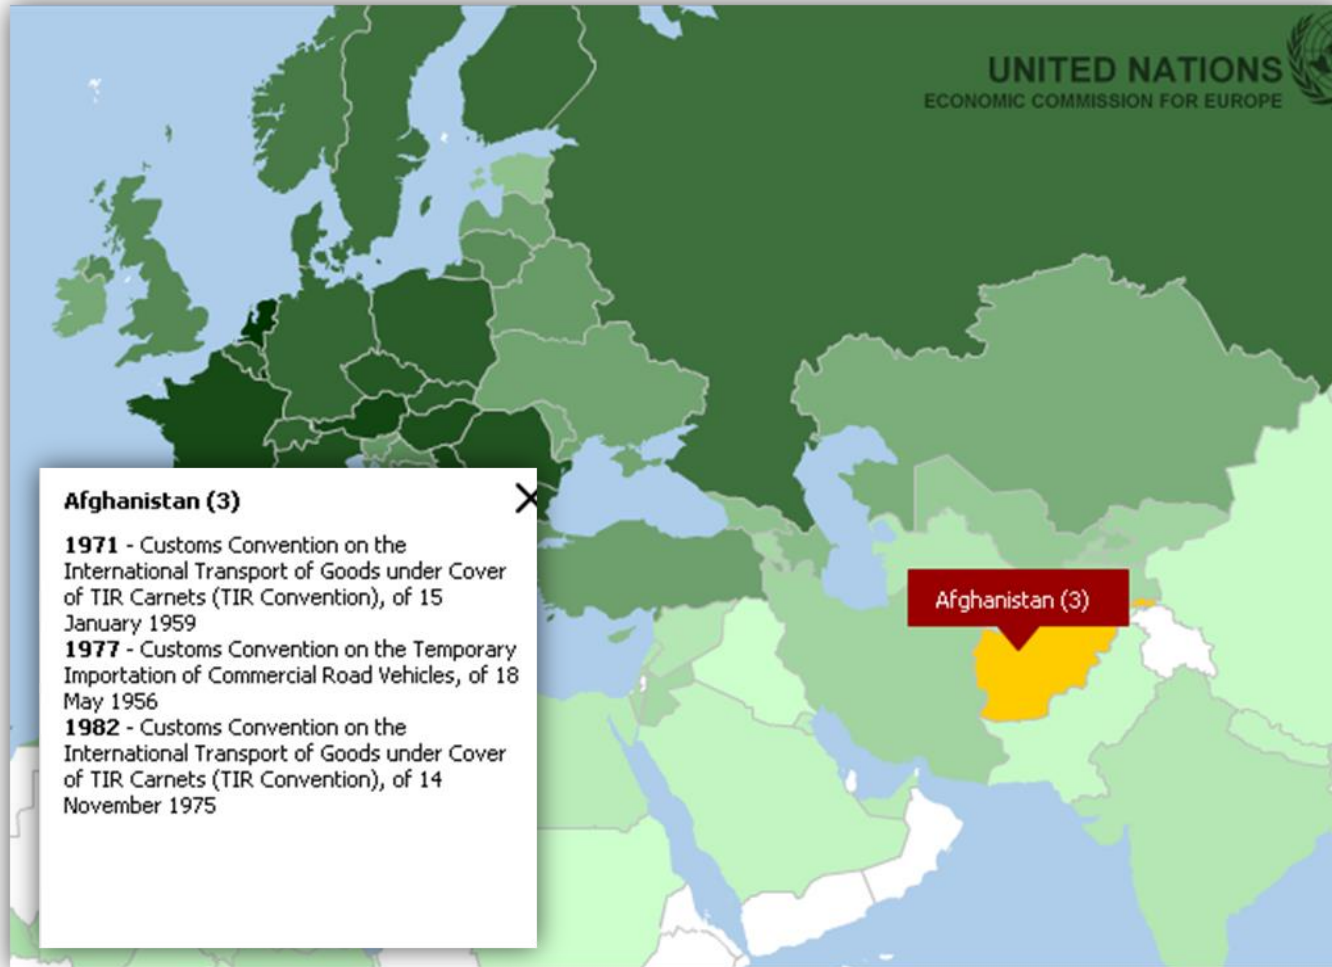 UNITED NATIONS
ECONOMIC COMMISSION FOR EUROPE
Afghanistan (3)
1971 - Customs Convention on the
International Transport of Goods under Cover
of TIR Carnets (TIR Convention), of 15
January 1959
1977 - Customs Convention on the Temporary
Importation of Commercial Road Vehicles, of 18
May 1956
1982 - Customs Convention on the
International Transport of Goods under Cover
of TIR Carnets (TIR Convention), of 14
November 1975
Afghanistan (3)